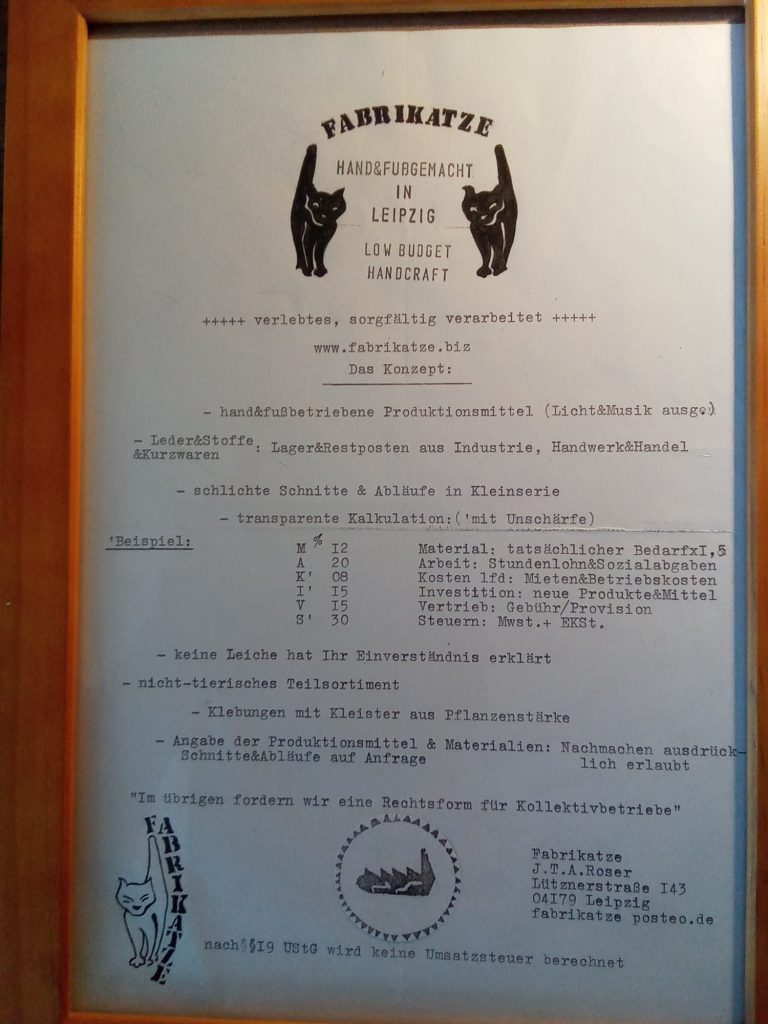 FABRIKATZE
HAND&FUßGEMACHT
IN
LEIPZIG
LOW BUDGET
HANDCRAFT
+++++ verlebtes, sorgfältig verarbeitet +++++
www.fabrikatze.biz
Das Konzept:
- hand&fußbetriebene Produktionsmittel (Licht&Musik ausge.)
- Leder&Stoffe
&Kurzwaren : Lager&Restposten aus Industrie, Handwerk&Handel
- schlichte Schnitte & Abläufe in Kleinserie
- transparente Kalkulation:('mit Unschärfe)
'Beispiel:
M % I2 Material: tatsächlicher BedarfxI,5
A 20 Arbeit: Stundenlohn&Sozialabgaben
K' 08 Kosten lfd: Mieten&Betriebskosten
I' I5 Investition: neue Produkte&Mittel
V I5 Vertrieb: Gebühr/Provision
S' 30 Steuern: Mwst.+ EKSt.
- keine Leiche hat Ihr Einverständnis erklärt
- nicht-tierisches Teilsortiment
- Klebungen mit Kleister aus Pflanzenstärke
- Angabe der Produktionsmittel & Materialien: Nachmachen ausdrück-
Schnitte&Abläufe auf Anfrage lich erlaubt
"Im übrigen fordern wir eine Rechtsform für Kollektivbetriebe"
FABRIKATZE
Fabrikatze
J.T.A.Roser
Lütznerstraße I43
04I79 Leipzig
fabrikatze posteo.de
nach§§I9 UStG wird keine Umsatzsteuer berechnet